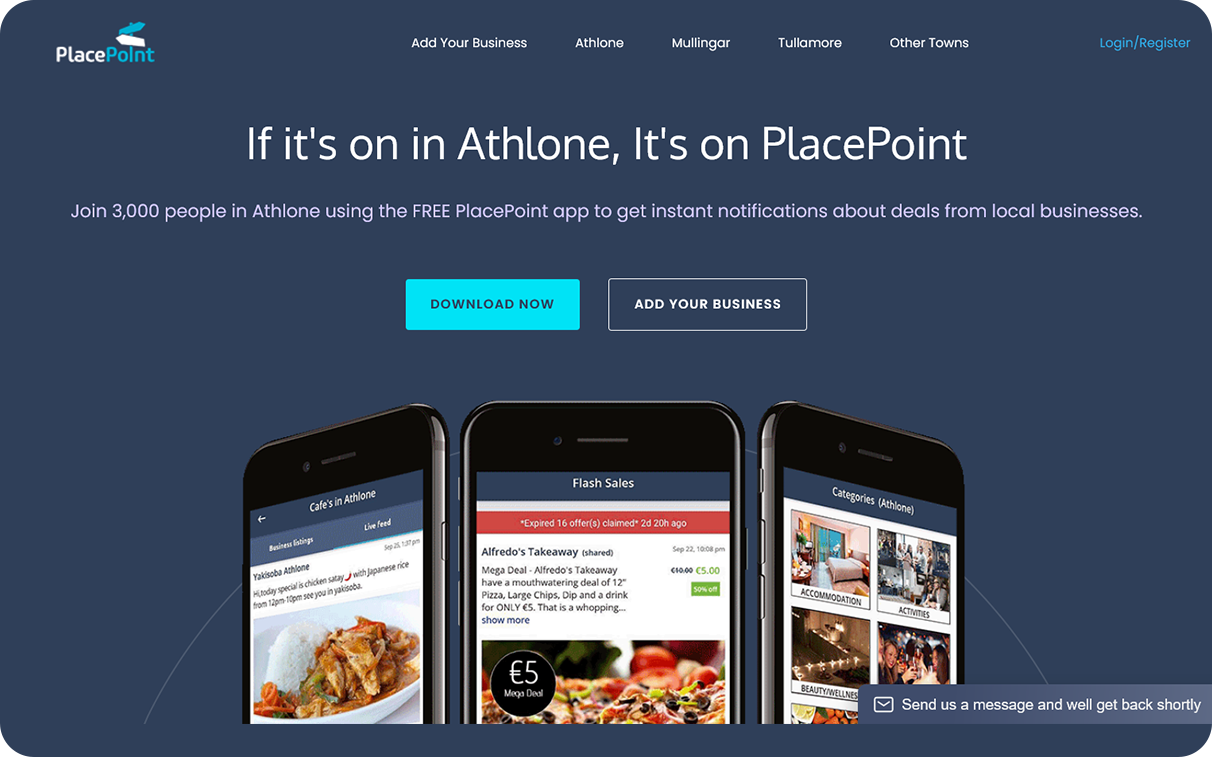 PlacePoint
Add Your Business
Athlone
Mullingar
Tullamore
Other Towns
Login/Register
If it's on in Athlone, It's on PlacePoint
Join 3,000 people in Athlone using the FREE PlacePoint app to get instant notifications about deals from local businesses.
DOWNLOAD NOW
ADD YOUR BUSINESS
Cafe's in Athlone
Business listings
Live feed
Yakisoba Athlone
Sep 25, 1:37 pm
Hi,today special is chicken satay🌶 with Japanese rice
from 12pm-10pm see you in yakisoba.
Flash Sales
*Expired 16 offer(s) claimed* 2d 20h ago
Alfredo's Takeaway (shared)
Sep 22, 10:08 pm
Mega Deal - Alfredo's Takeaway
€10.00 €5.00
have a mouthwatering deal of 12"
50% off
Pizza, Large Chips, Dip and a drink
for ONLY €5. That is a whopping...
show more
€5
Mega Deal
Categories (Athlone)
ACCOMMODATION
ACTIVITIES
BEAUTY/WELLNES
Send us a message and well get back shortly